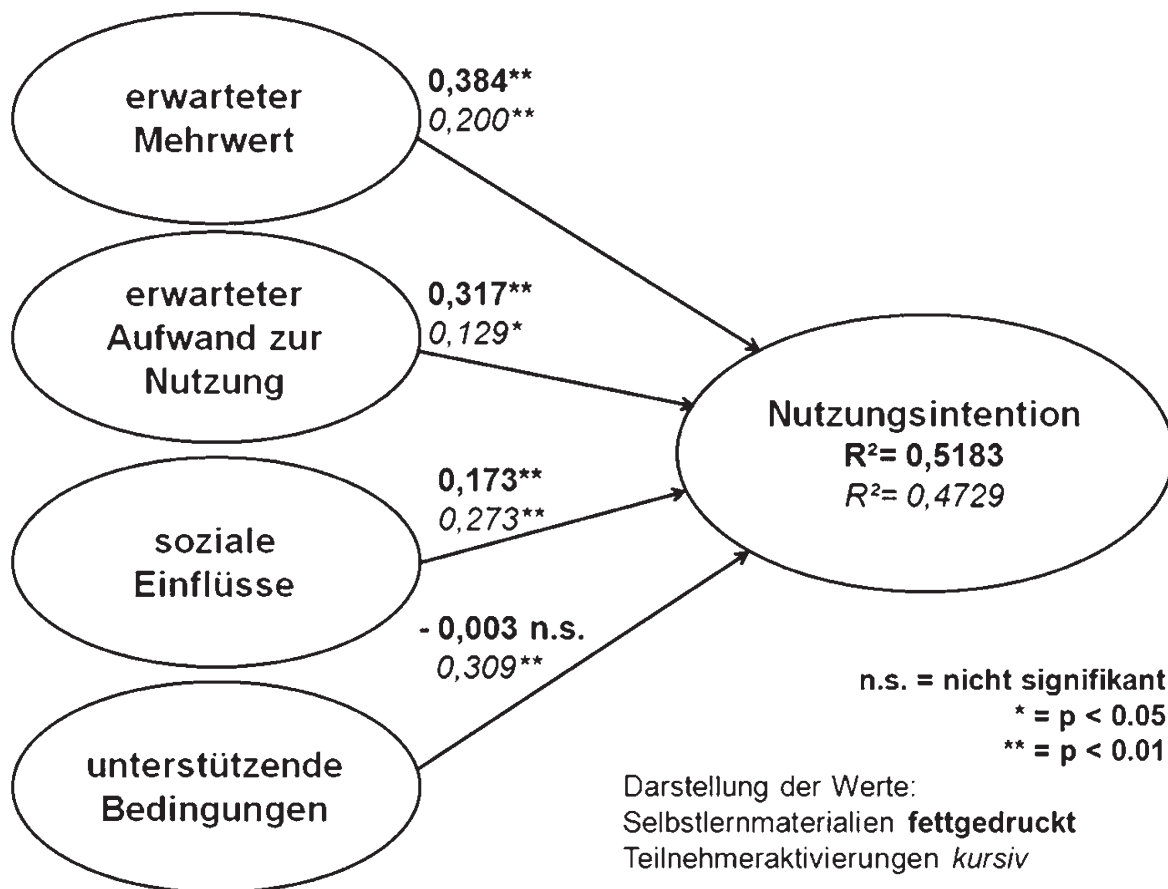 erwarteter
Mehrwert
0,384**
0,200**
erwarteter
Aufwand zur
Nutzung
0,317**
0,129*
soziale
Einflüsse
0,173**
0,273**
unterstützende
Bedingungen
- 0,003 n.s.
0,309**
Nutzungsintention
R²= 0,5183
R²= 0,4729
n.s. = nicht signifikant
* = p < 0.05
** = p < 0.01
Darstellung der Werte:
Selbstlernmaterialien fettgedruckt
Teilnehmeraktivierungen kursiv